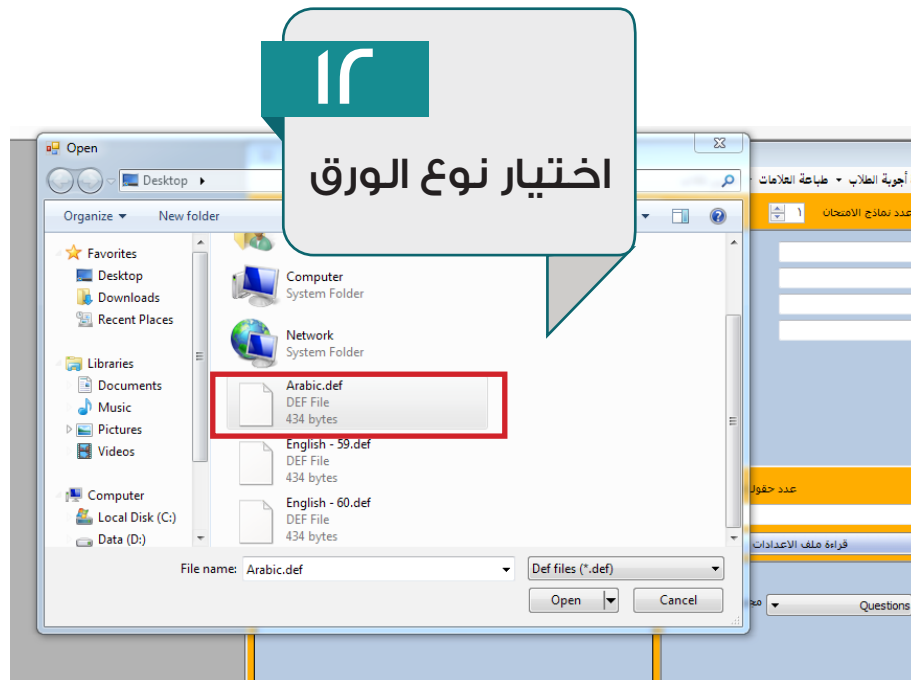 ١٢
اختيار نوع الورق
Open
Desktop
أجوبة الطلاب
طباعة العلامات
Organize
New folder
عدد نماذج الامتحان
١
Favorites
Desktop
Downloads
Recent Places
Libraries
Documents
Music
Pictures
Videos
Computer
Local Disk (C:)
Data (D:)
Computer
System Folder
Network
System Folder
Arabic.def
DEF File
434 bytes
English - 59.def
DEF File
434 bytes
English - 60.def
DEF File
434 bytes
File name:
Arabic.def
Def files (*.def)
Open
Cancel
عدد حقول
قراءة ملف الاعدادات
Questions